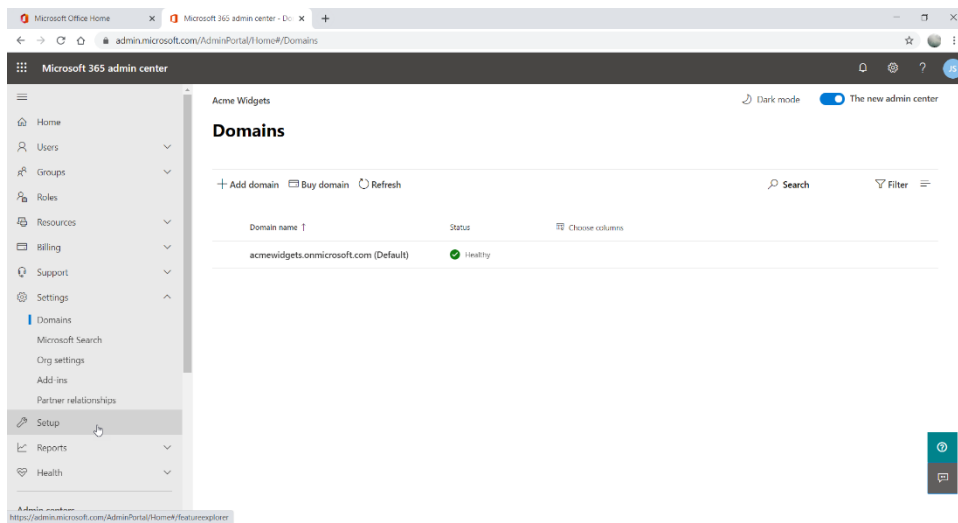 Microsoft Office Home
Microsoft 365 admin center - Do
admin.microsoft.com/AdminPortal/Home#/Domains
Microsoft 365 admin center
JS
Acme Widgets
Dark mode
The new admin center
Home
Domains
Users
Groups
Add domain Buy domain Refresh Search Filter
Roles
Resources
Domain name ↑ Status Choose columns
Billing
acmewidgets.onmicrosoft.com (Default) Healthy
Support
Settings
Domains
Microsoft Search
Org settings
Add-ins
Partner relationships
Setup
Reports
Health
Admin centers
https://admin.microsoft.com/AdminPortal/Home#/featureexplorer